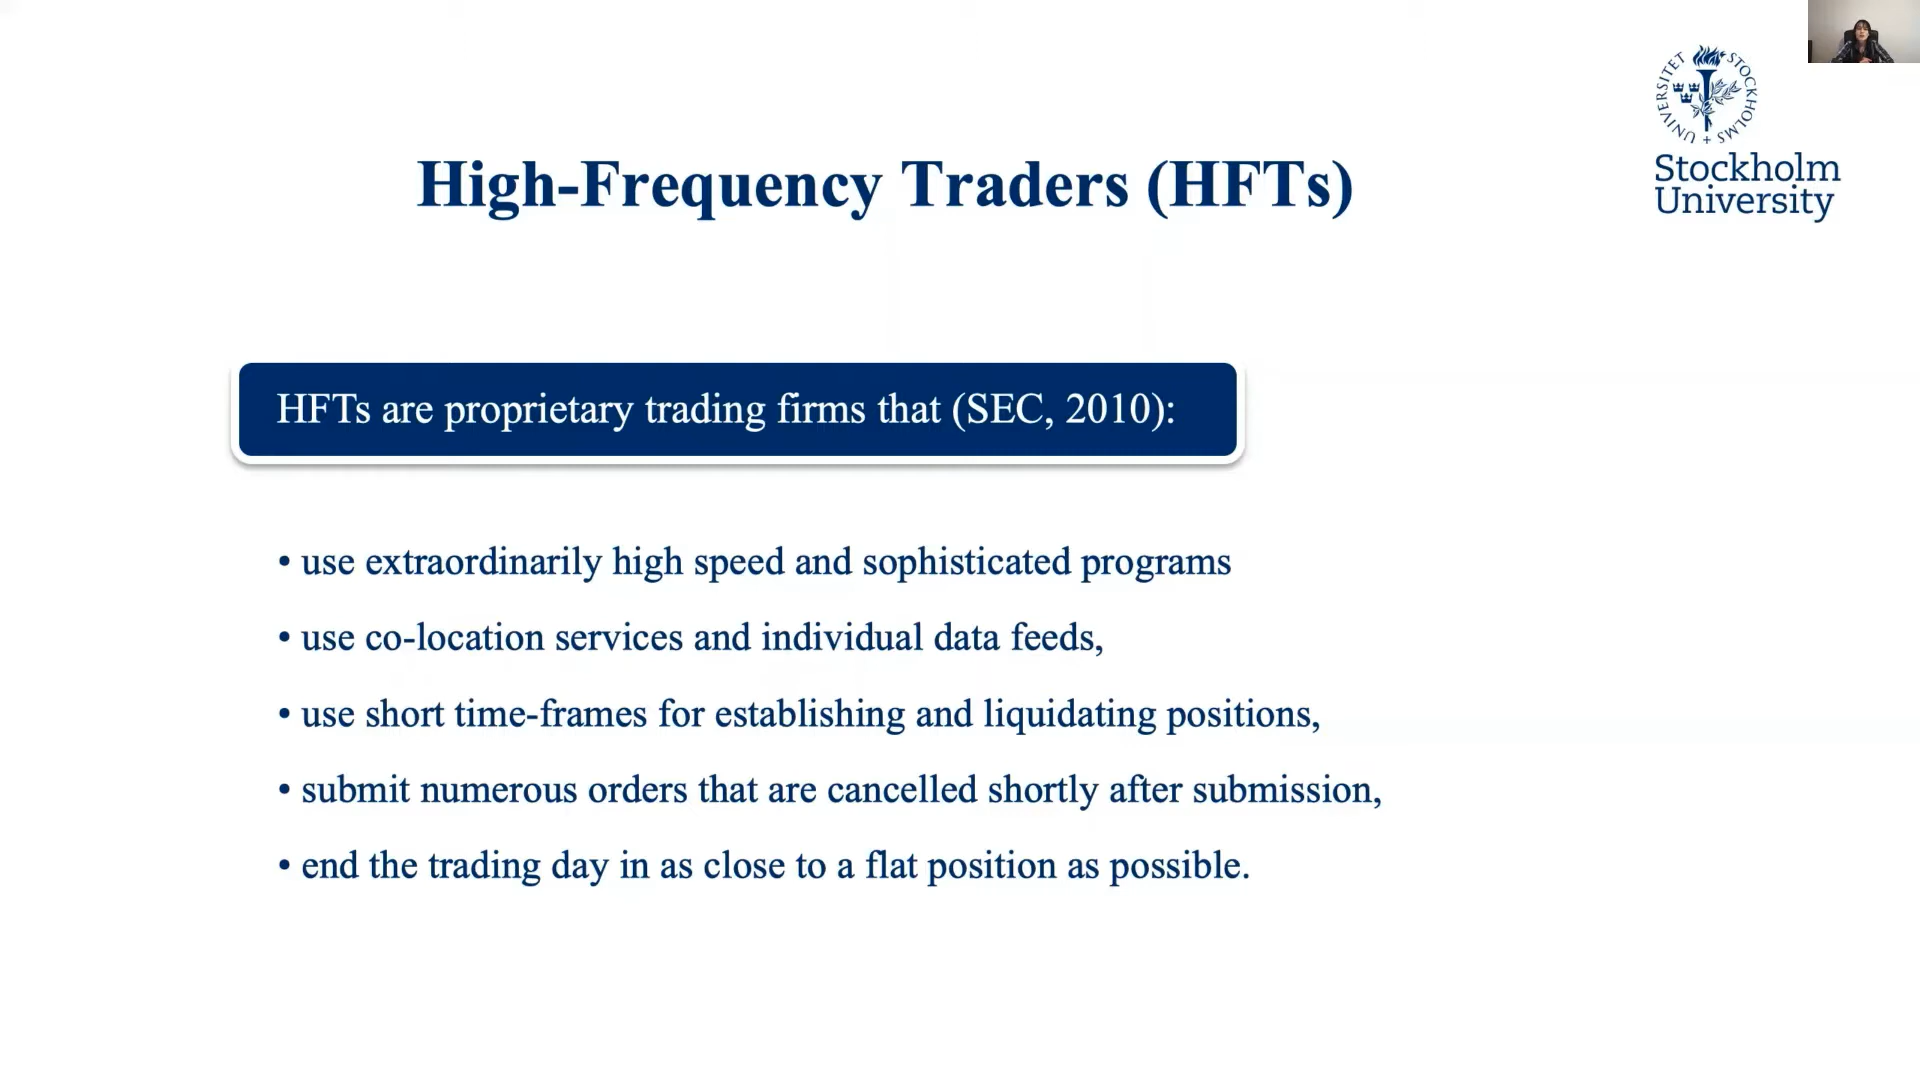 UNIVERSITET + STOCKHOLMS
Stockholm
University
High-Frequency Traders (HFTs)
HFTs are proprietary trading firms that (SEC, 2010):
• use extraordinarily high speed and sophisticated programs
• use co-location services and individual data feeds,
• use short time-frames for establishing and liquidating positions,
• submit numerous orders that are cancelled shortly after submission,
• end the trading day in as close to a flat position as possible.